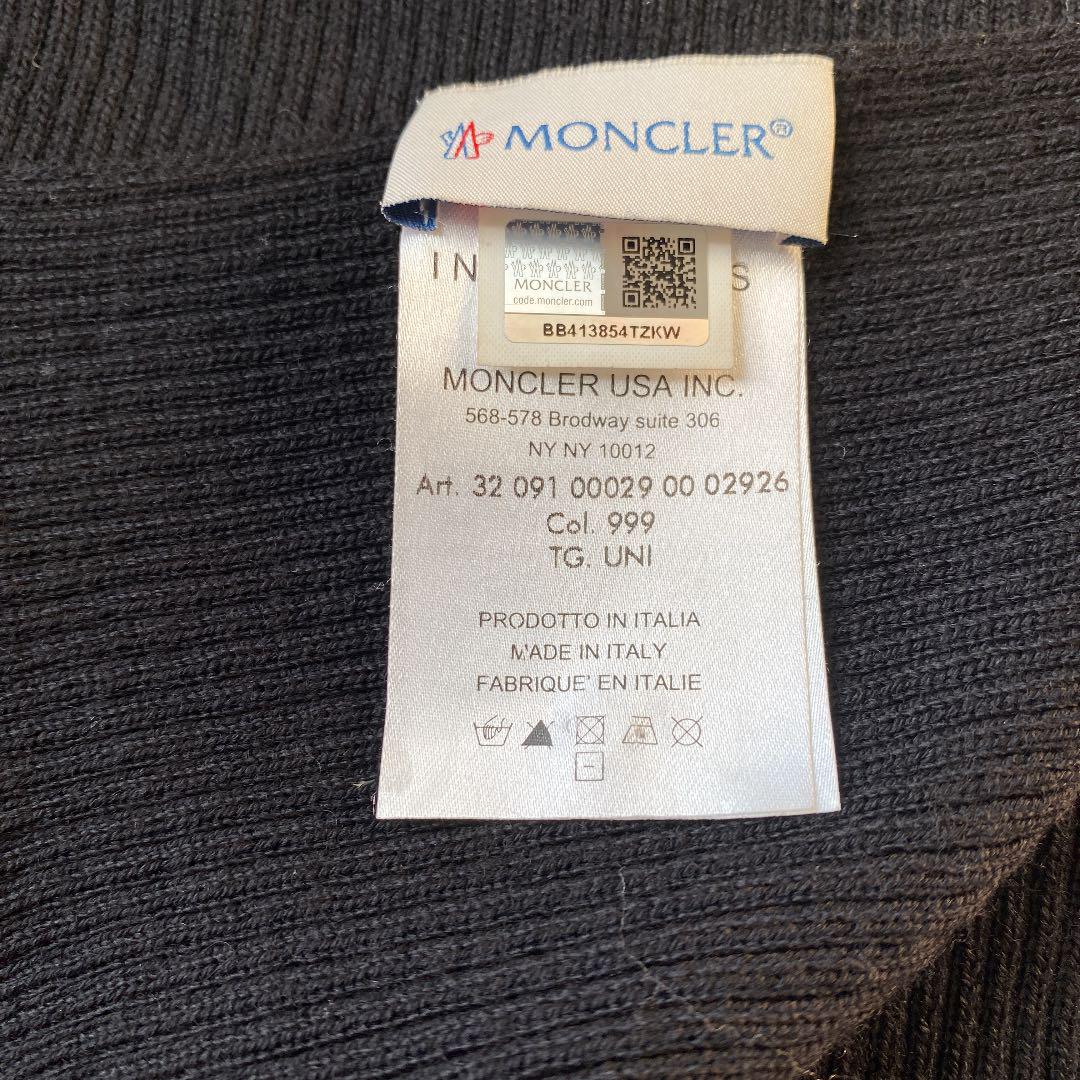 MONCLER®
IN S
MONCLER
code.moncler.com
BB413854TZKW
MONCLER USA INC.
568-578 Brodway suite 306
NY NY 10012
Art. 32 091 00029 00 02926
Col. 999
TG. UNI
PRODOTTO IN ITALIA
MADE IN ITALY
FABRIQUE' EN ITALIE